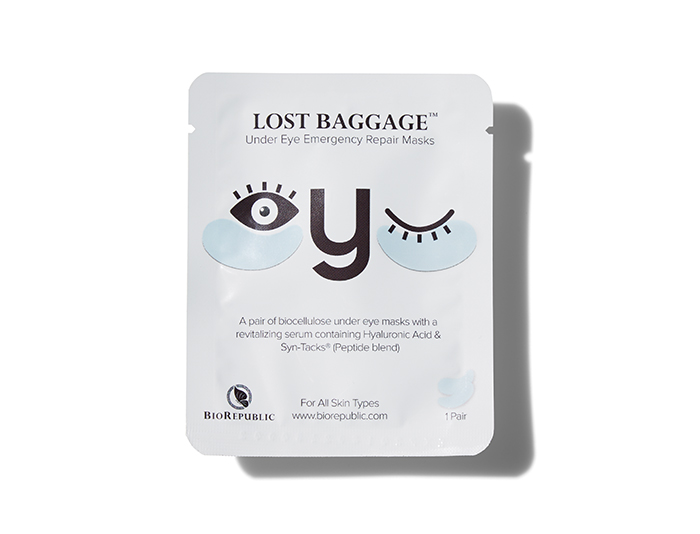 LOST BAGGAGE™
Under Eye Emergency Repair Masks
y
A pair of biocellulose under eye masks with a
revitalizing serum containing Hyaluronic Acid &
Syn-Tacks® (Peptide blend)
For All Skin Types
www.biorepublic.com
BIOREPUBLIC
1 Pair